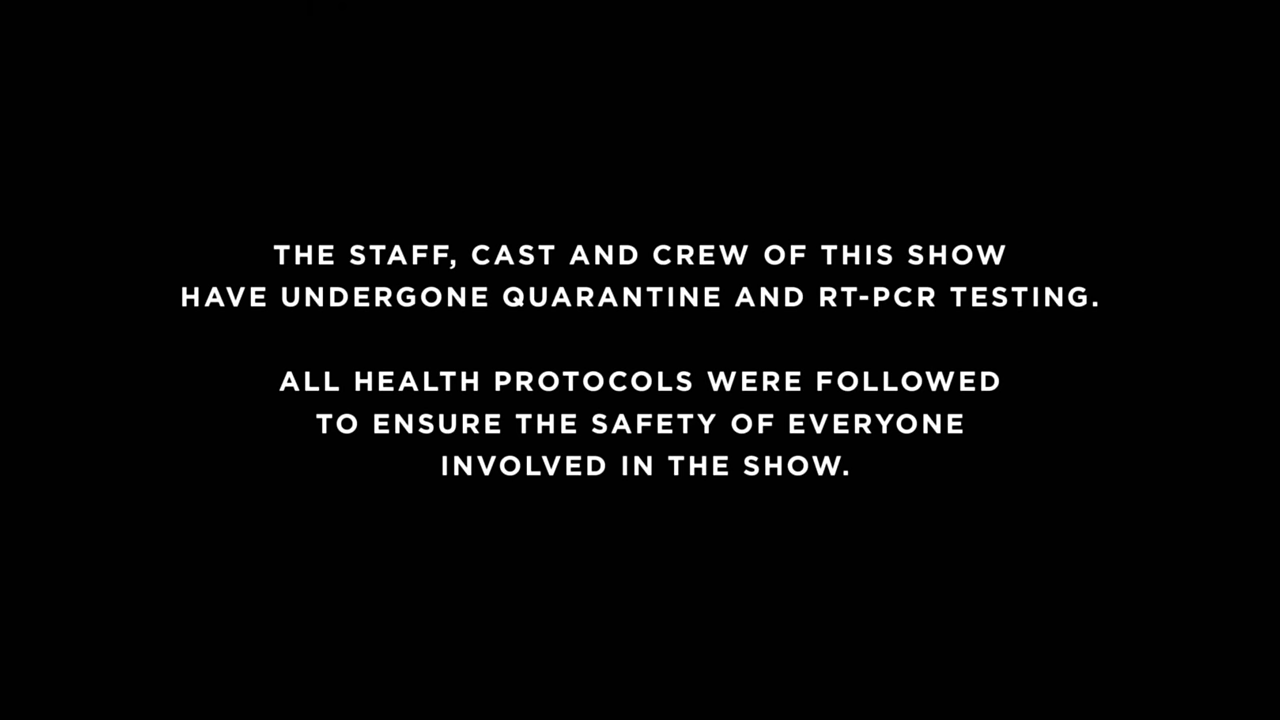 THE STAFF, CAST AND CREW OF THIS SHOW
HAVE UNDERGONE QUARANTINE AND RT-PCR TESTING.
ALL HEALTH PROTOCOLS WERE FOLLOWED
TO ENSURE THE SAFETY OF EVERYONE
INVOLVED IN THE SHOW.